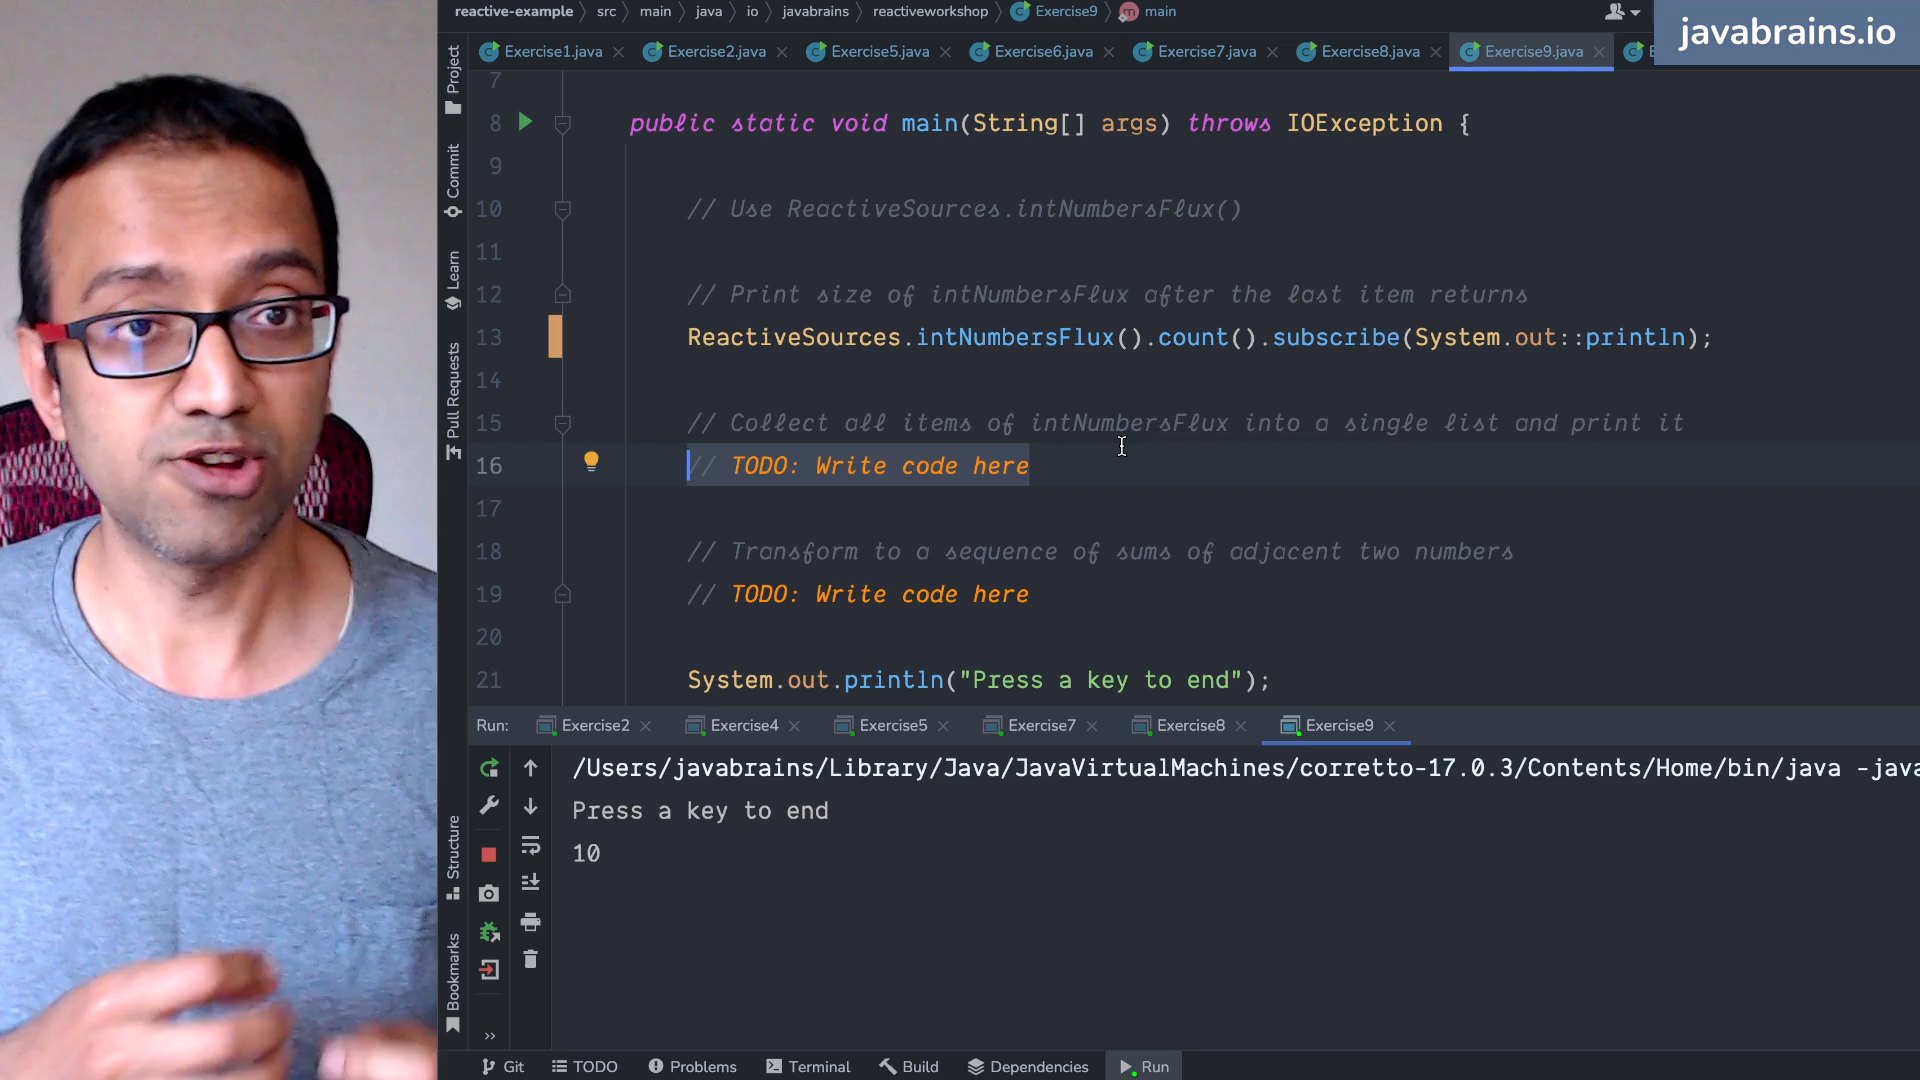 reactive-example src main java io javabrains reactiveworkshop Exercise9 main
javabrains.io
Exercise1.java Exercise2.java Exercise5.java Exercise6.java Exercise7.java Exercise8.java Exercise9.java
Project
Commit
Learn
Pull Requests
Structure
Bookmarks
7
8 public static void main(String[] args) throws IOException {
9
10 // Use ReactiveSources.intNumbersFlux()
11
12 // Print size of intNumbersFlux after the last item returns
13 ReactiveSources.intNumbersFlux().count().subscribe(System.out::println);
14
15 // Collect all items of intNumbersFlux into a single list and print it
16 // TODO: Write code here
17
18 // Transform to a sequence of sums of adjacent two numbers
19 // TODO: Write code here
20
21 System.out.println("Press a key to end");
Run: Exercise2 Exercise4 Exercise5 Exercise7 Exercise8 Exercise9
/Users/javabrains/Library/Java/JavaVirtualMachines/corretto-17.0.3/Contents/Home/bin/java -java
Press a key to end
10
Git TODO Problems Terminal Build Dependencies Run